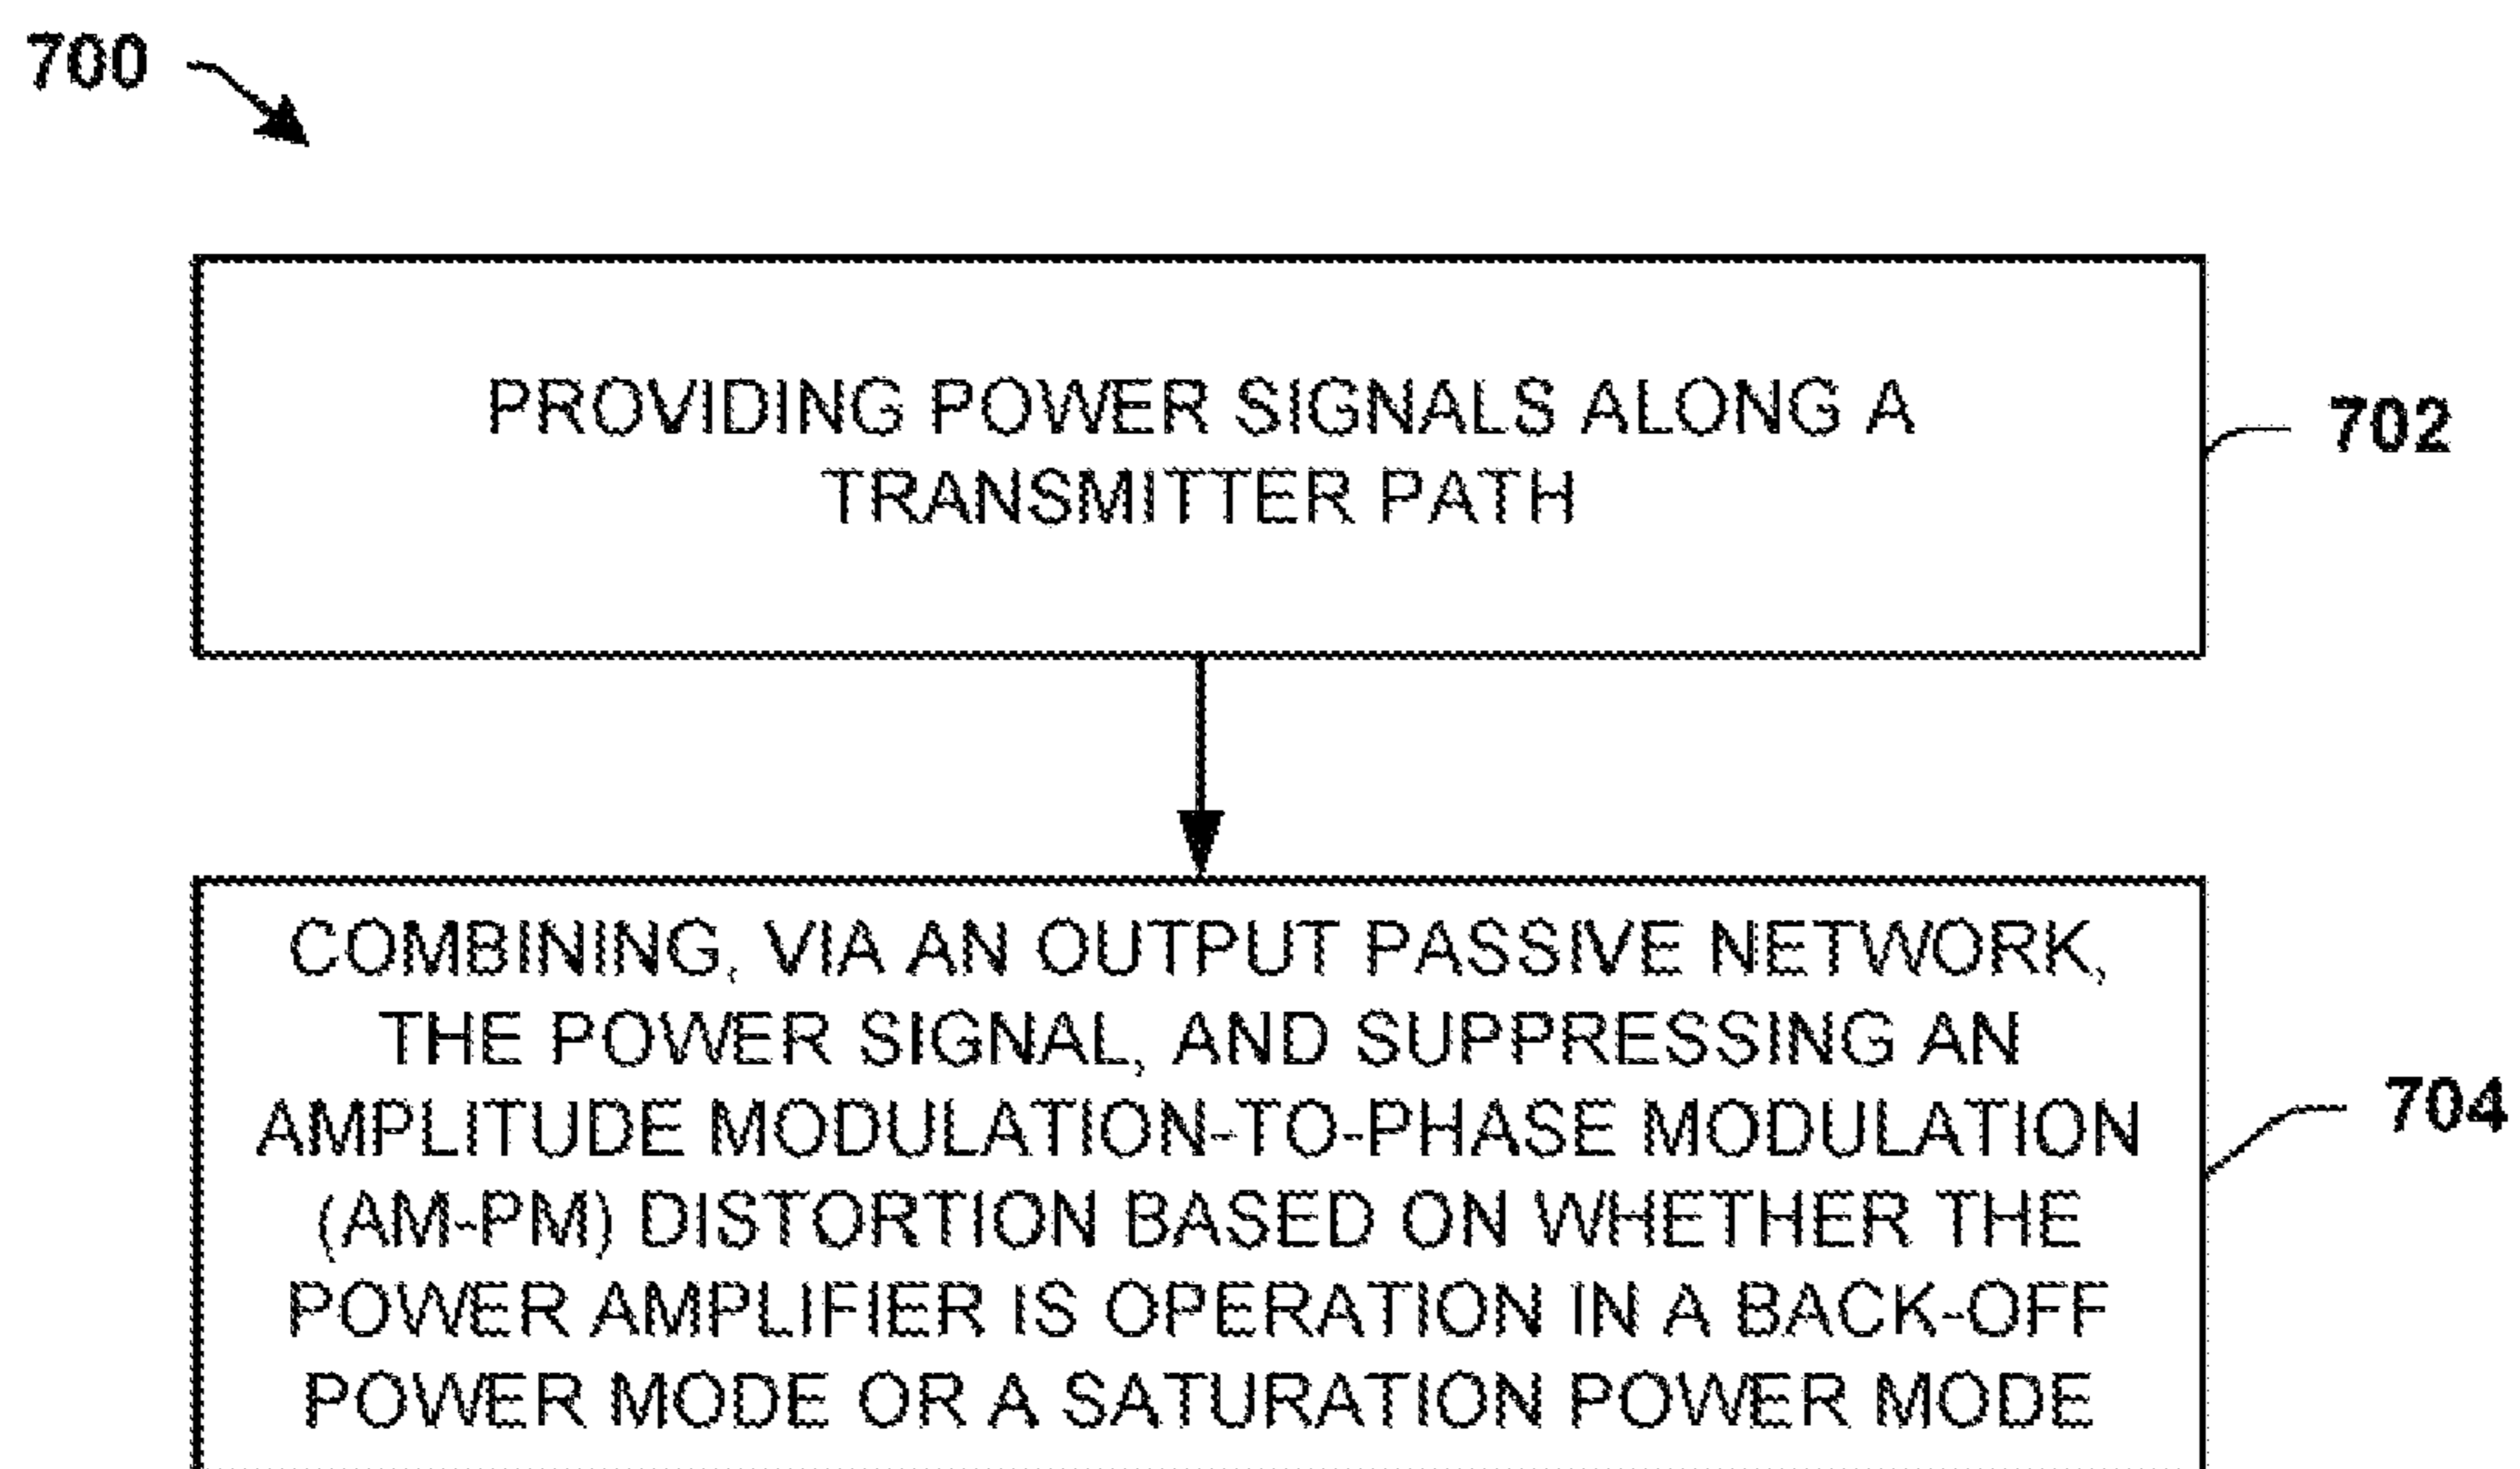 700
PROVIDING POWER SIGNALS ALONG A
TRANSMITTER PATH
702
COMBINING, VIA AN OUTPUT PASSIVE NETWORK,
THE POWER SIGNAL, AND SUPPRESSING AN
AMPLITUDE MODULATION-TO-PHASE MODULATION
(AM-PM) DISTORTION BASED ON WHETHER THE
POWER AMPLIFIER IS OPERATION IN A BACK-OFF
POWER MODE OR A SATURATION POWER MODE
704